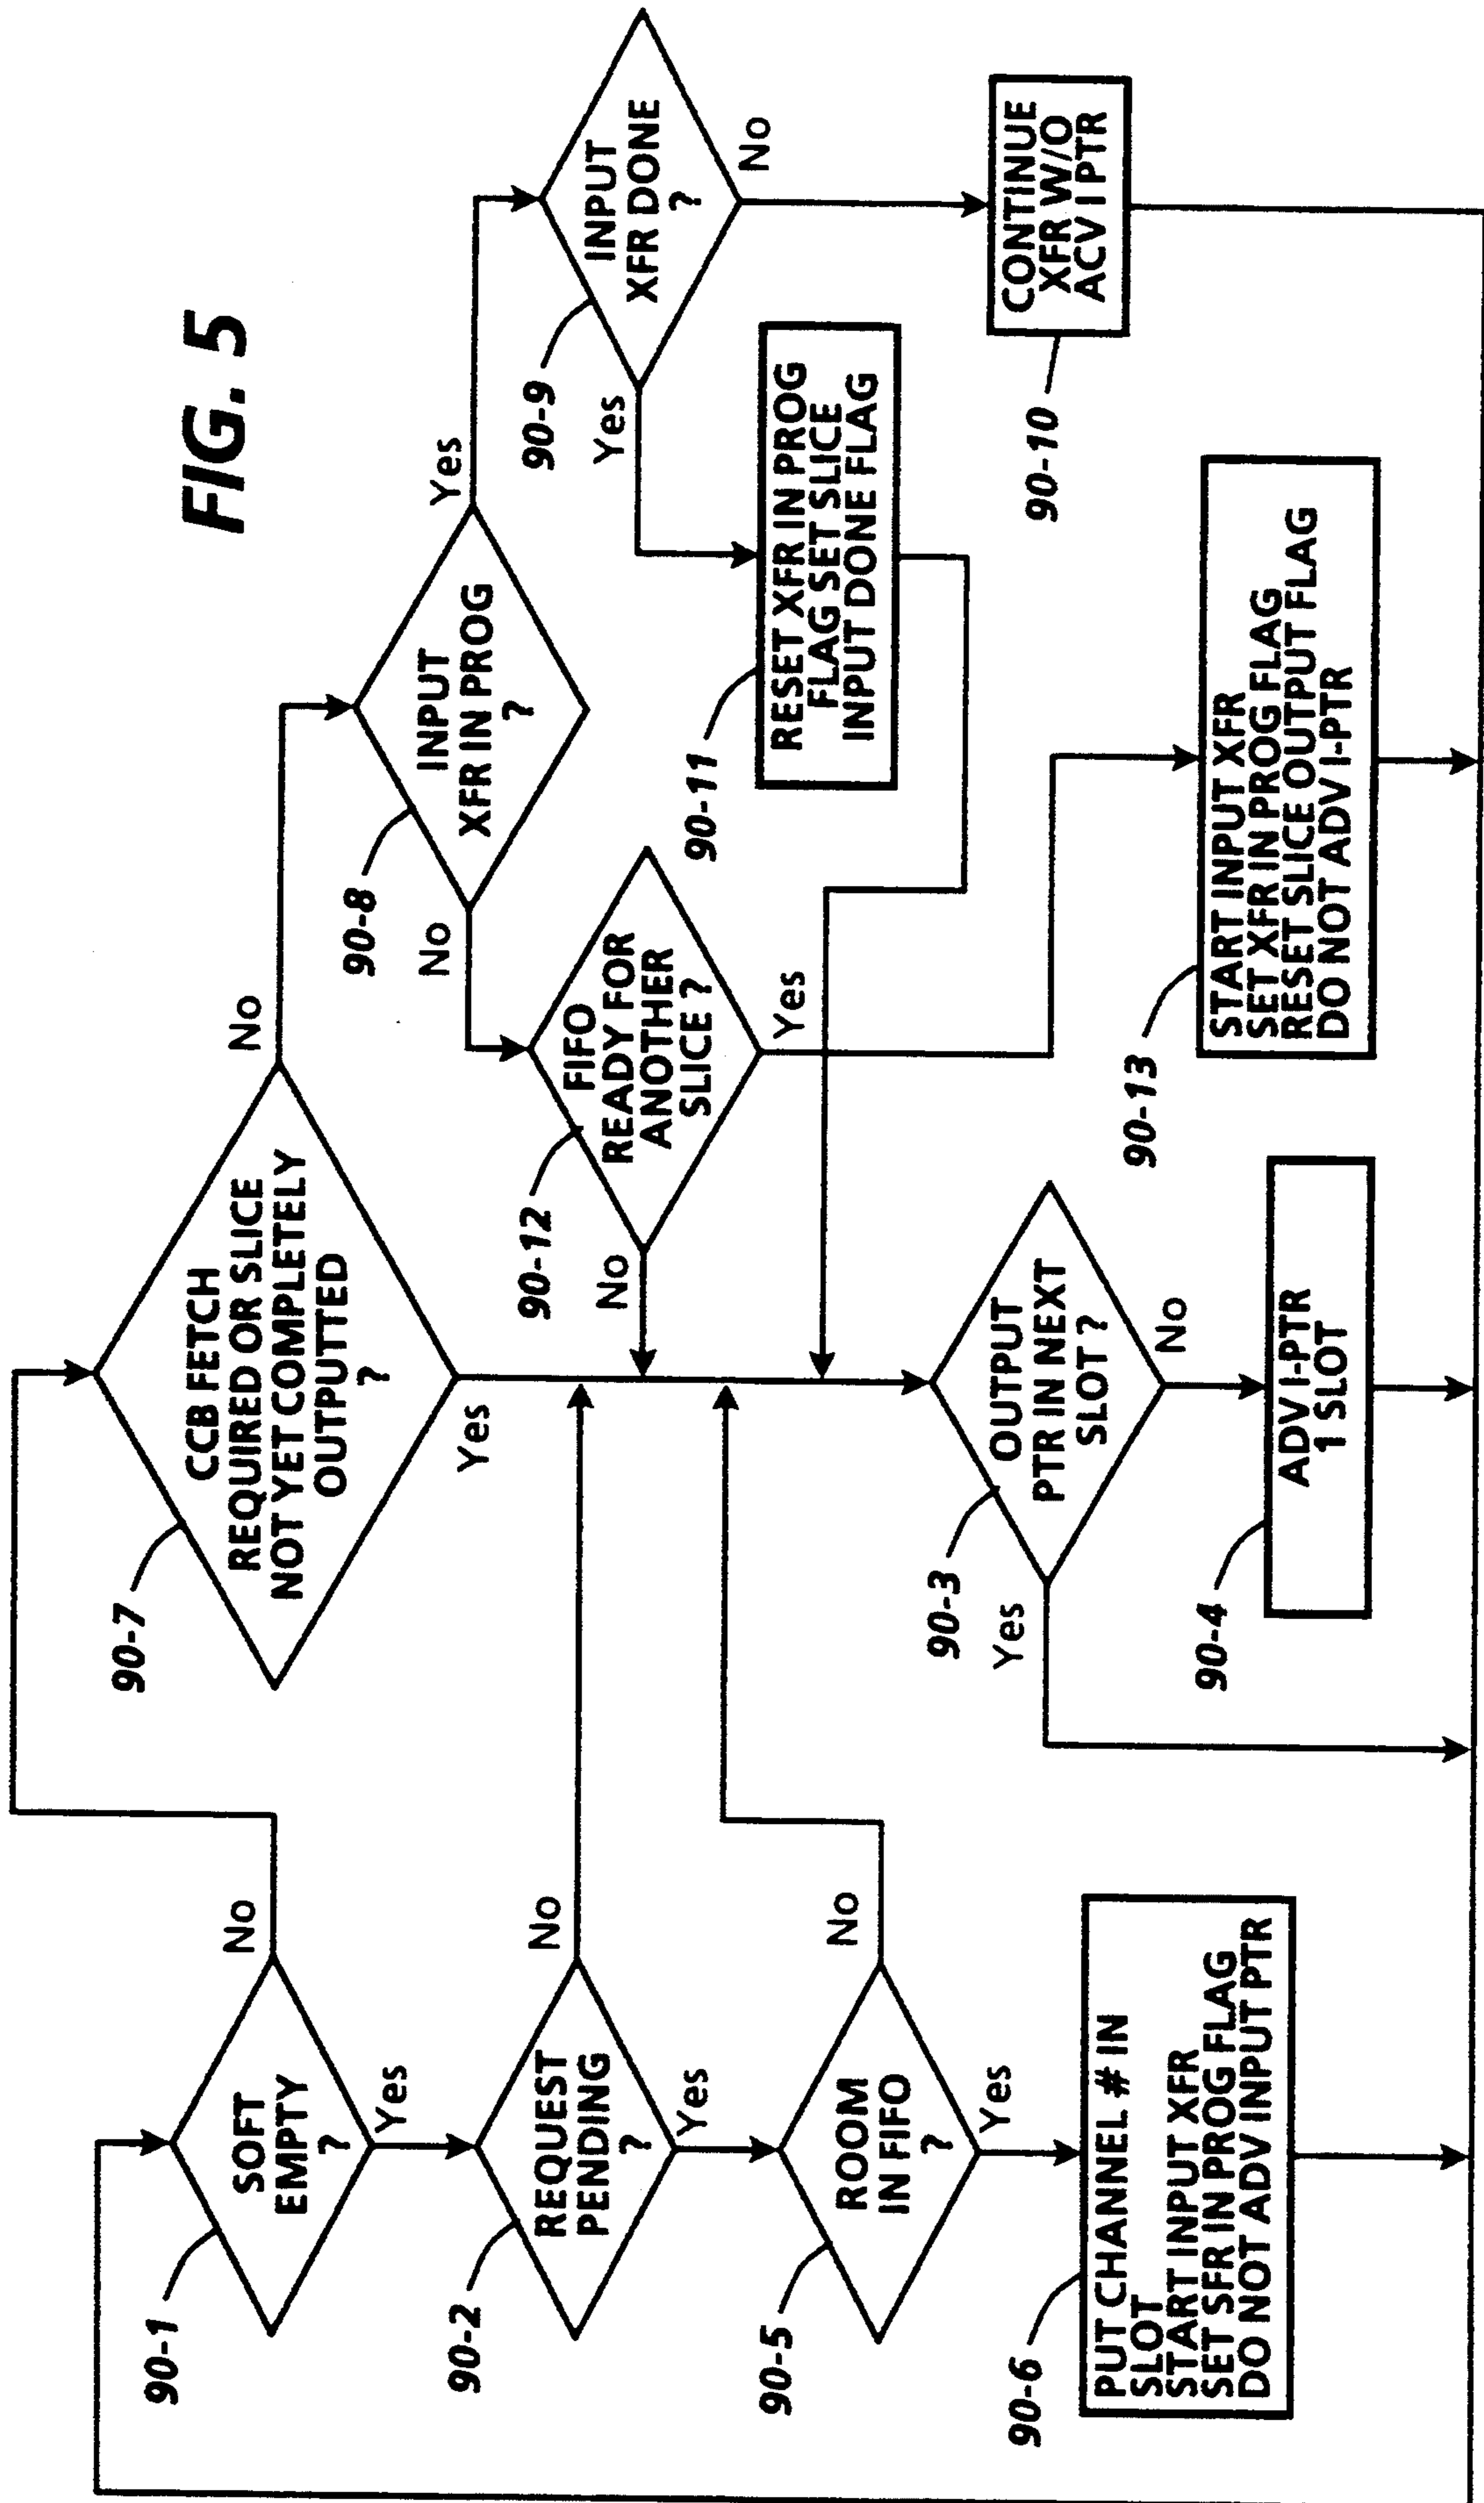 FIG. 5
90-1
SOFT
EMPTY
?
No
Yes
90-2
REQUEST
PENDING
?
No
Yes
90-5
ROOM
IN FIFO
?
No
Yes
90-6
PUT CHANNEL # IN
SLOT
START INPUT XFR
SET SFR IN PROG FLAG
DO NOT ADV INPUT PTR
90-7
CCB FETCH
REQUIRED OR SLICE
NOT YET COMPLETELY
OUTPUTTED
?
No
Yes
90-8
INPUT
XFR IN PROG
?
Yes
No
90-9
INPUT
XFR DONE
?
Yes
No
90-10
CONTINUE
XFR W/O
ACV I PTR
90-11
RESET XFR IN PROG
FLAG SET SLICE
INPUT DONE FLAG
90-12
FIFO
READY FOR
ANOTHER
SLICE ?
No
Yes
90-13
START INPUT XFR
SET XFR IN PROG FLAG
RESET SLICE OUTPUT FLAG
DO NOT ADV I-PTR
90-3
OUTPUT
PTR IN NEXT
SLOT ?
Yes
No
90-4
ADV I-PTR
1 SLOT